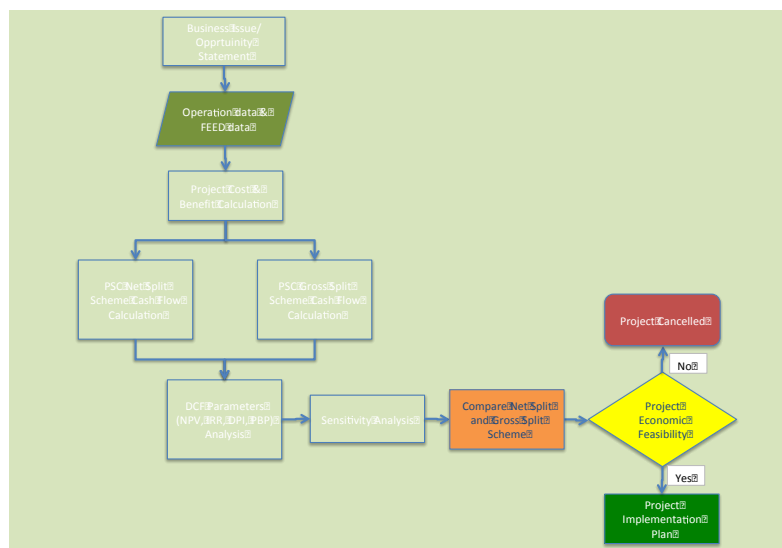 Business Issue/
Opprtuinity
Statement
Operation data &
FEED data
Project Cost &
Benefit Calculation
PSC Net Split
Scheme Cash Flow
Calculation
PSC Gross Split
Scheme Cash Flow
Calculation
DCF Parameters
(NPV, IRR, DPI, PBP)
Analysis
Sensitivity Analysis
Compare Net Split
and Gross Split
Scheme
Project
Economic
Feasibility
No
Project Cancelled
Yes
Project
Implementation
Plan